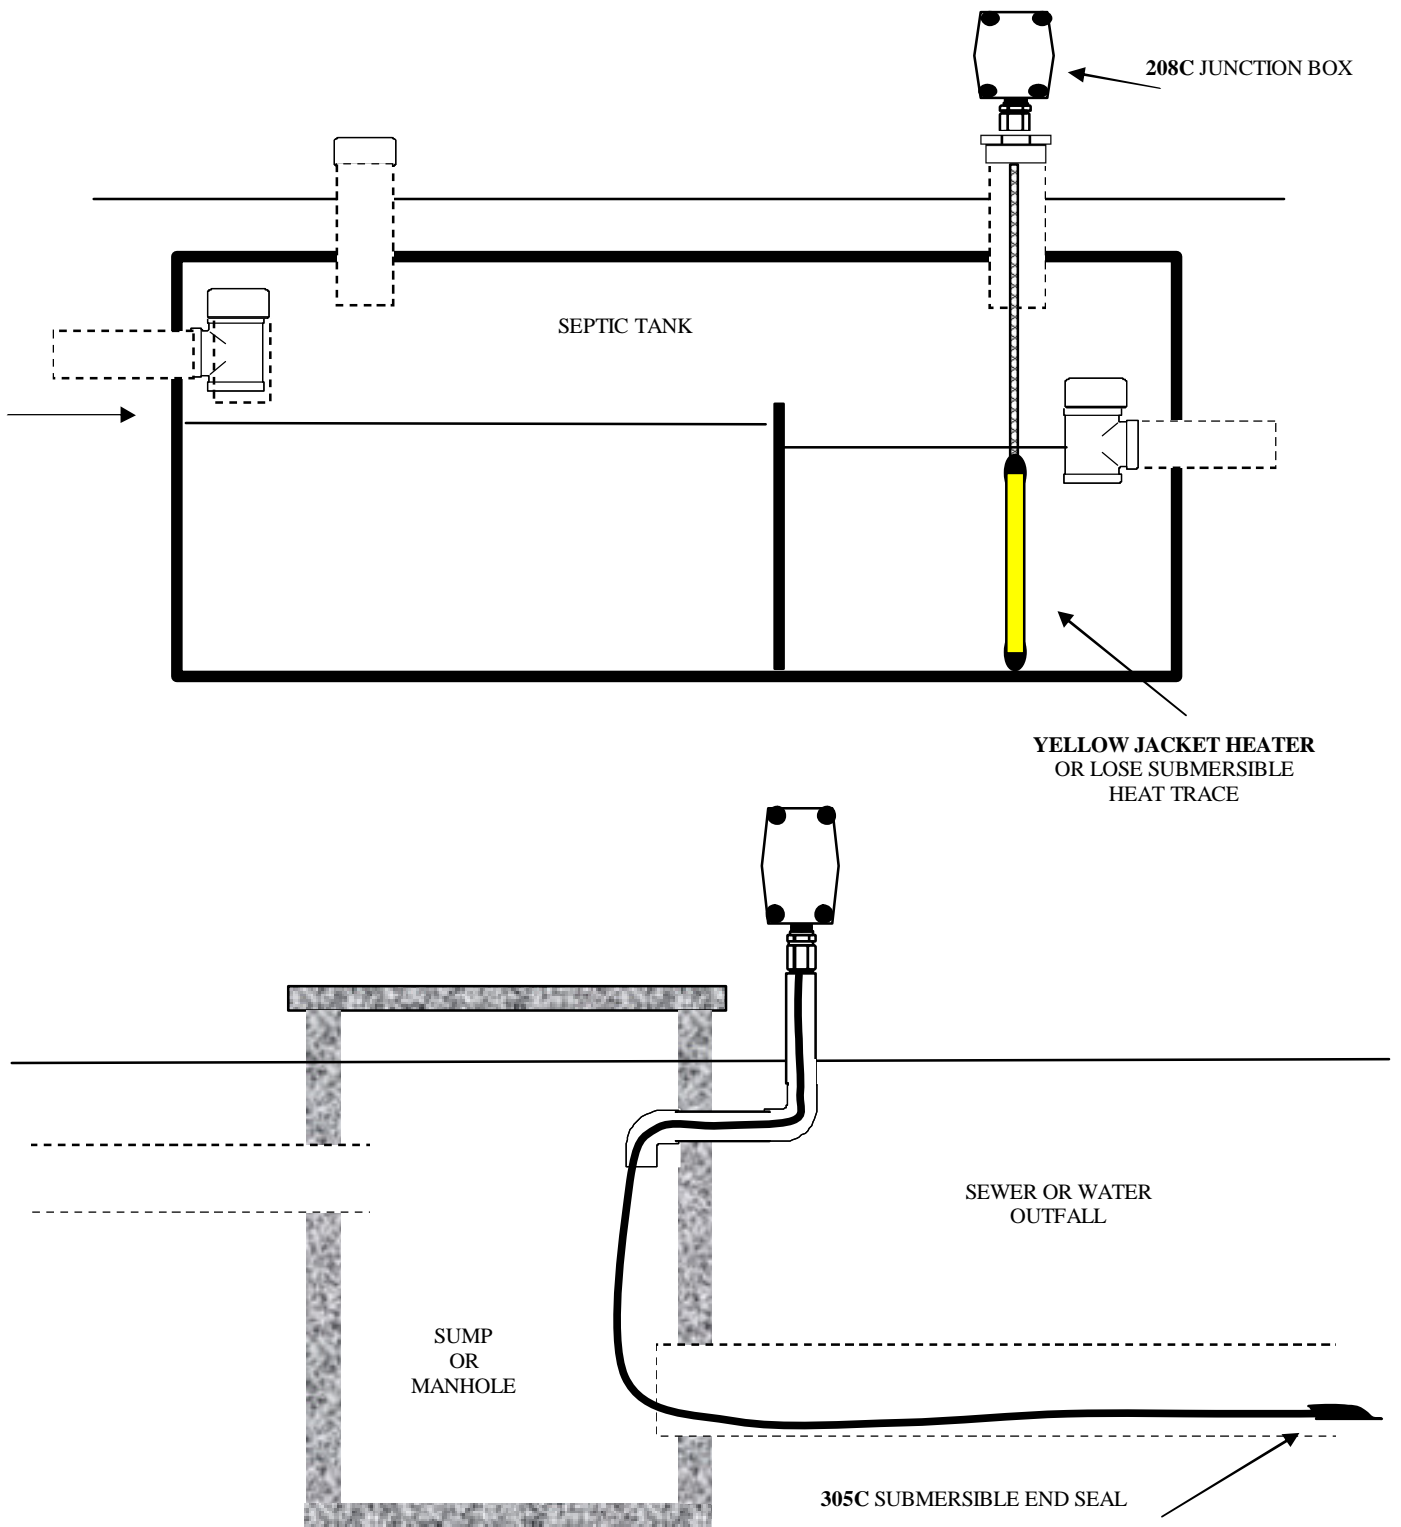 208C JUNCTION BOX
SEPTIC TANK
YELLOW JACKET HEATER
OR LOSE SUBMERSIBLE
HEAT TRACE
SEWER OR WATER
OUTFALL
SUMP
OR
MANHOLE
305C SUBMERSIBLE END SEAL